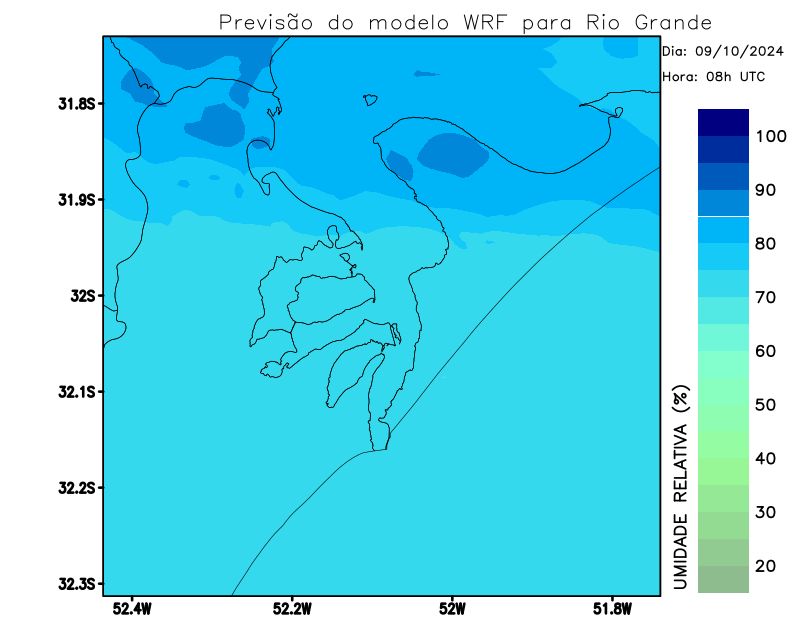 Previsão do modelo WRF para Rio Grande
Dia: 09/10/2024
Hora: 08h UTC
31.8S
31.9S
32S
32.1S
32.2S
32.3S
52.4W
52.2W
52W
51.8W
UMIDADE RELATIVA (%)
100
90
80
70
60
50
40
30
20